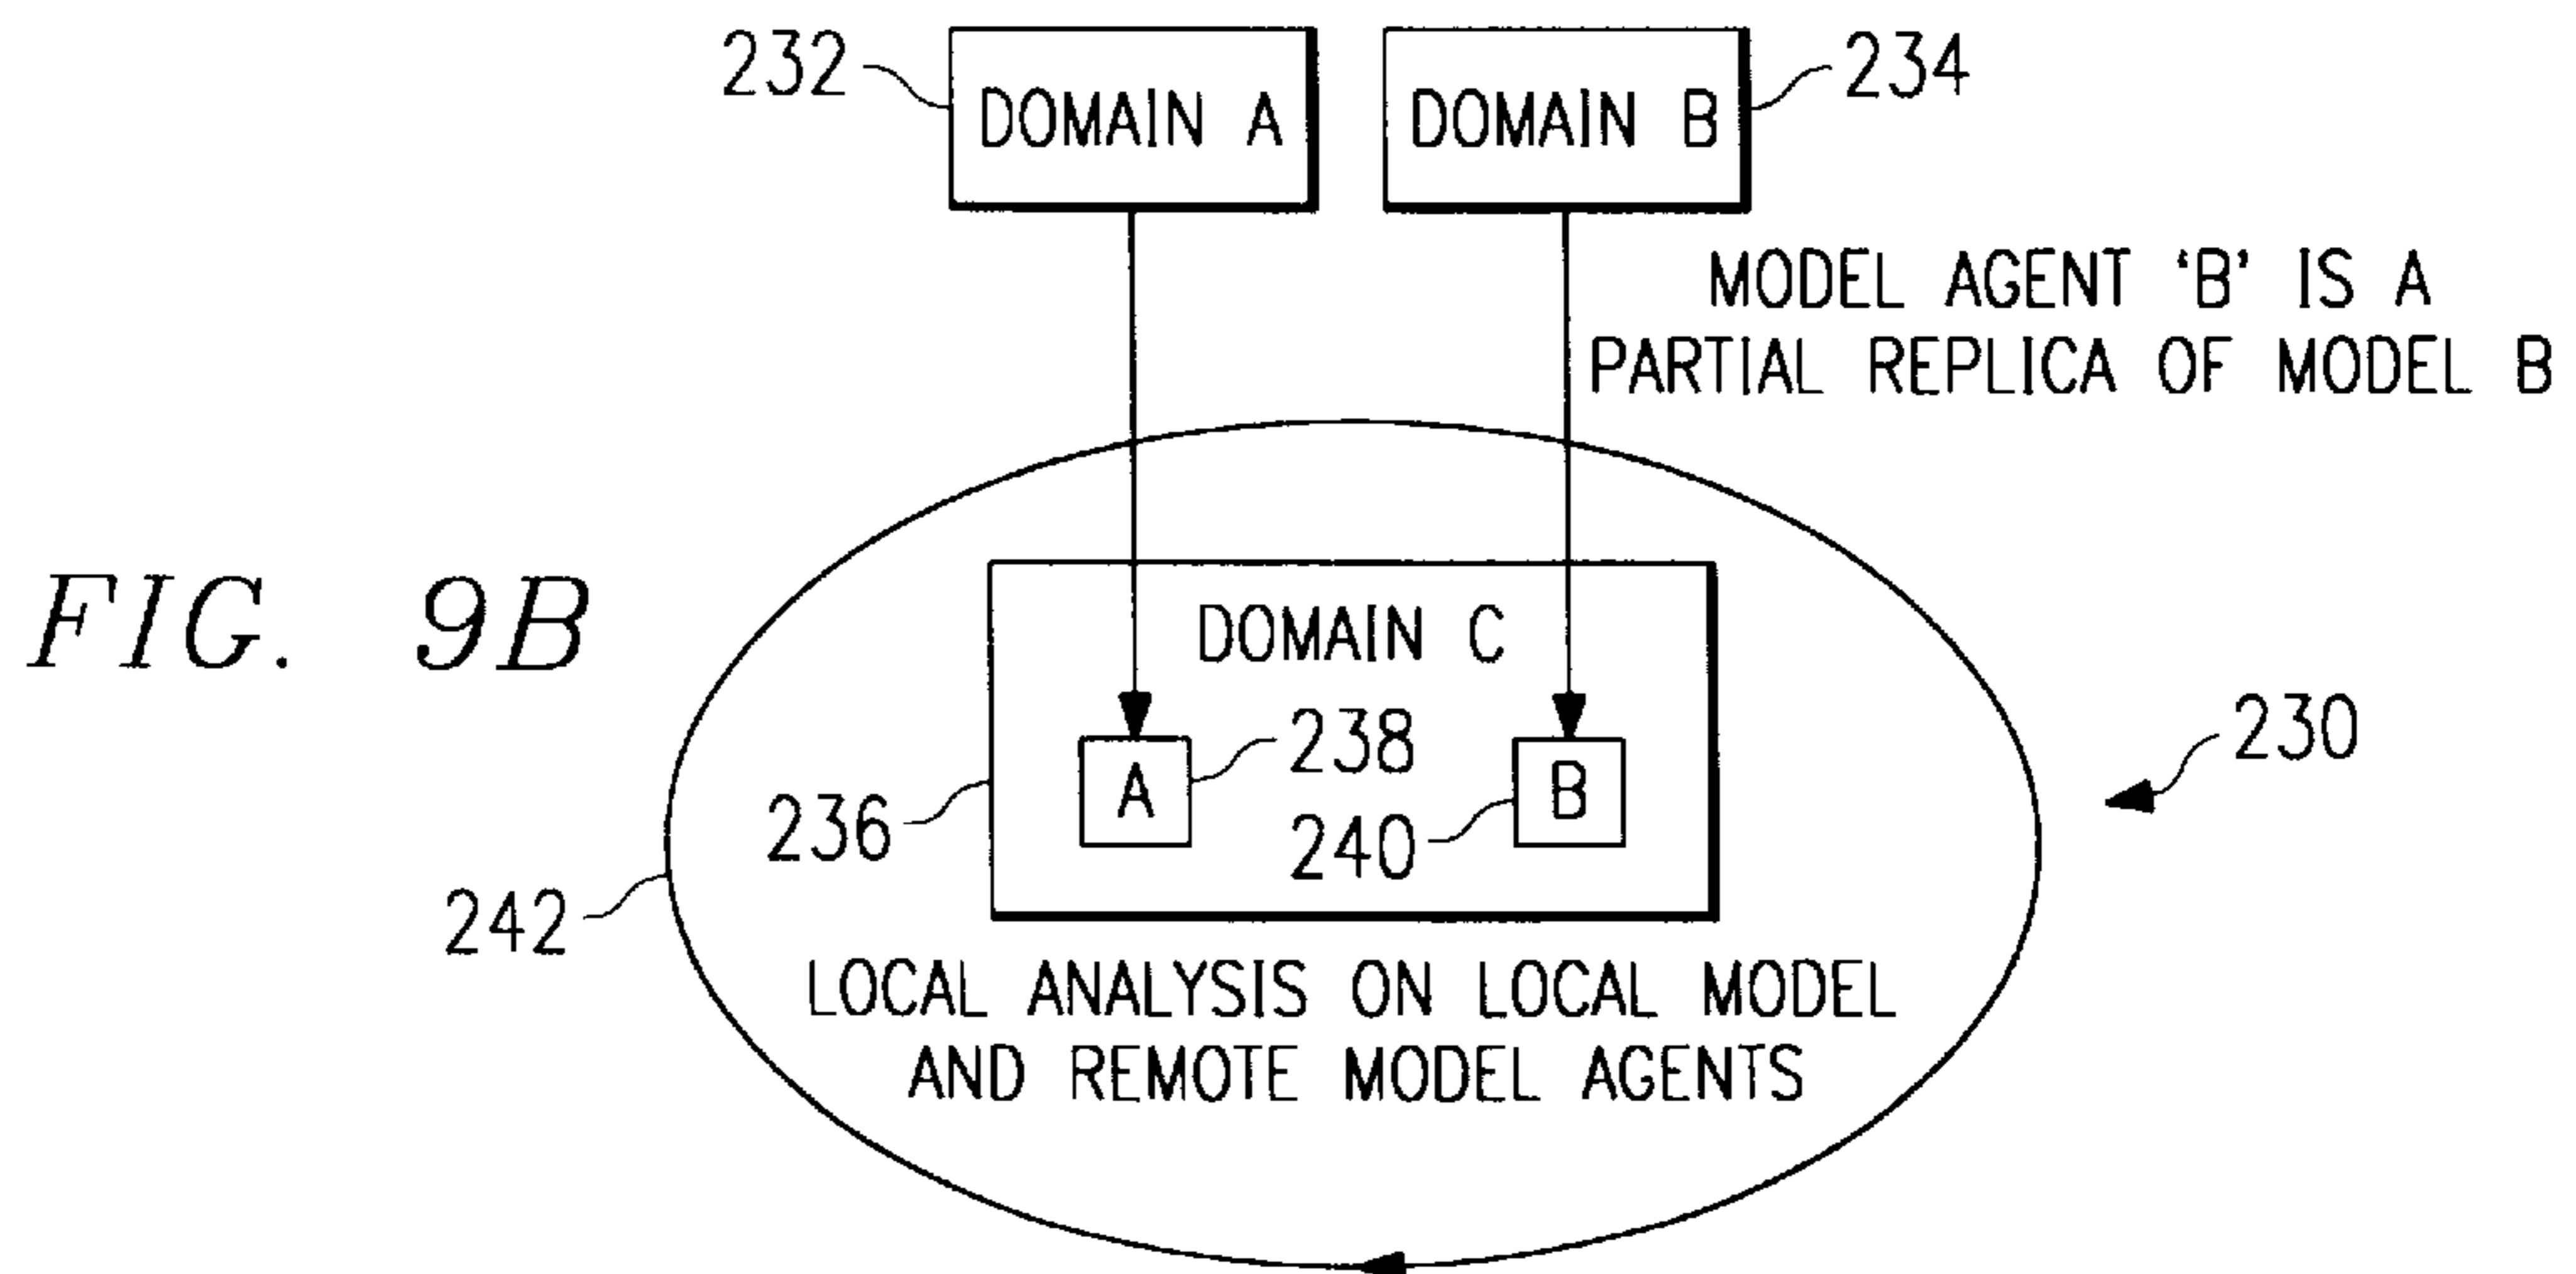 232
DOMAIN A
DOMAIN B
234
MODEL AGENT ‘B’ IS A
PARTIAL REPLICA OF MODEL B
FIG. 9B
DOMAIN C
230
A
238
B
236
240
242
LOCAL ANALYSIS ON LOCAL MODEL
AND REMOTE MODEL AGENTS